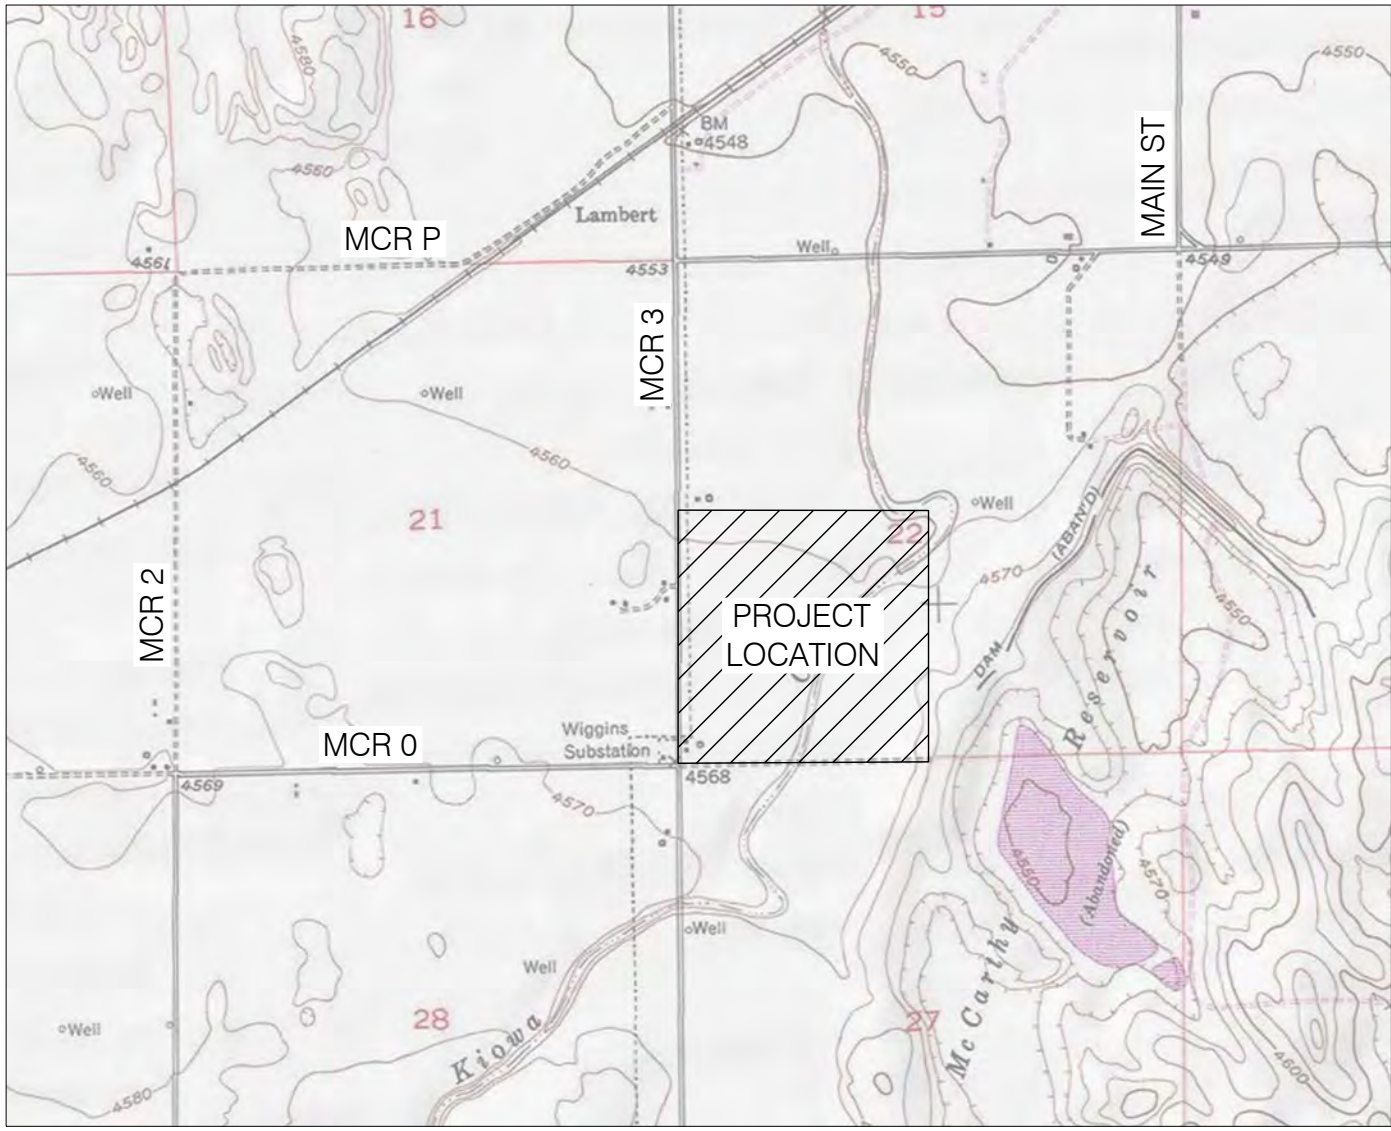 16
15
4580
4550
4550
BM
4548
MAIN ST
4550
Lambert
MCR P
Well
4561
4553
4549
MCR 3
Well
Well
4560
4560
Well
21
22
(ABAN'D)
4570
MCR 2
PROJECT
LOCATION
4550
DAM
Reservoir
C
Wiggins
Substation
MCR 0
4569
4568
4570
4550
(Abandoned)
4570
Well
Well
Well
28
27
Kiowa
McCarthy
4580
4600